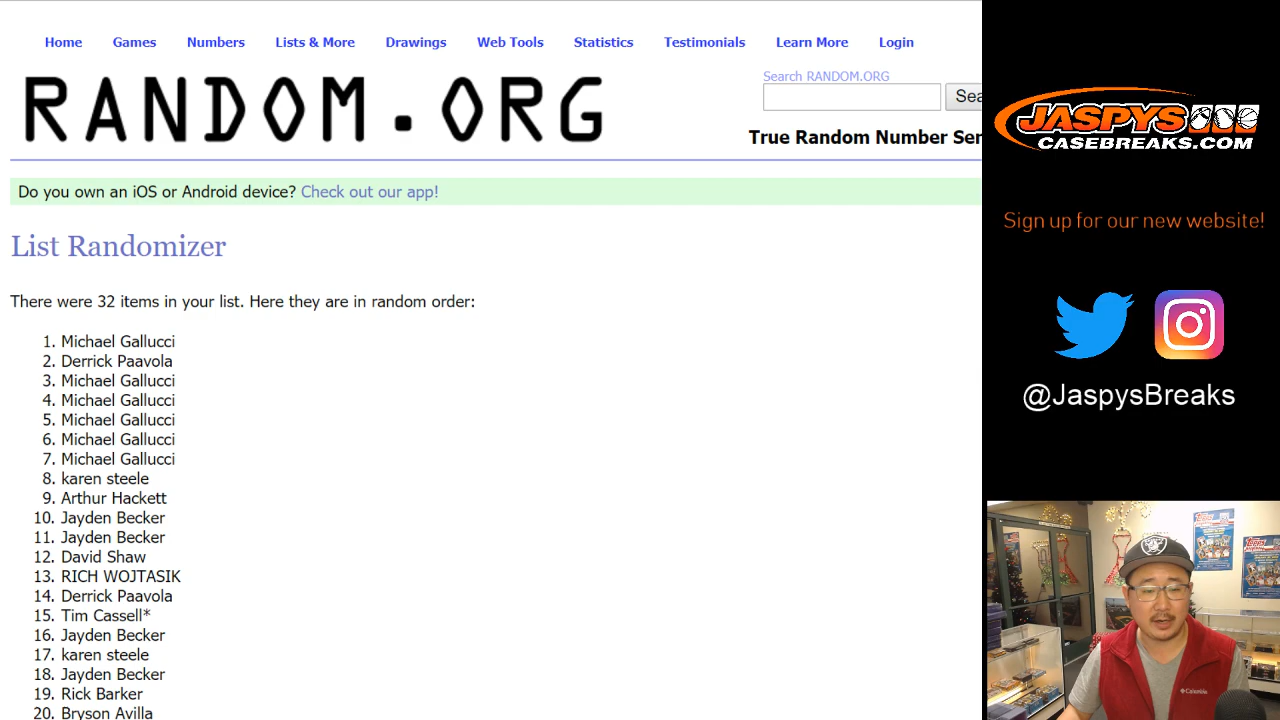 Home Games Numbers Lists & More Drawings Web Tools Statistics Testimonials Learn More Login
RANDOM.ORG
Search RANDOM.ORG
Sea
True Random Number Ser
Do you own an iOS or Android device? Check out our app!
List Randomizer
There were 32 items in your list. Here they are in random order:
1. Michael Gallucci
2. Derrick Paavola
3. Michael Gallucci
4. Michael Gallucci
5. Michael Gallucci
6. Michael Gallucci
7. Michael Gallucci
8. karen steele
9. Arthur Hackett
10. Jayden Becker
11. Jayden Becker
12. David Shaw
13. RICH WOJTASIK
14. Derrick Paavola
15. Tim Cassell*
16. Jayden Becker
17. karen steele
18. Jayden Becker
19. Rick Barker
20. Bryson Avilla
JASPYS
CASEBREAKS.COM
Sign up for our new website!
@JaspysBreaks
Topps
Columbia